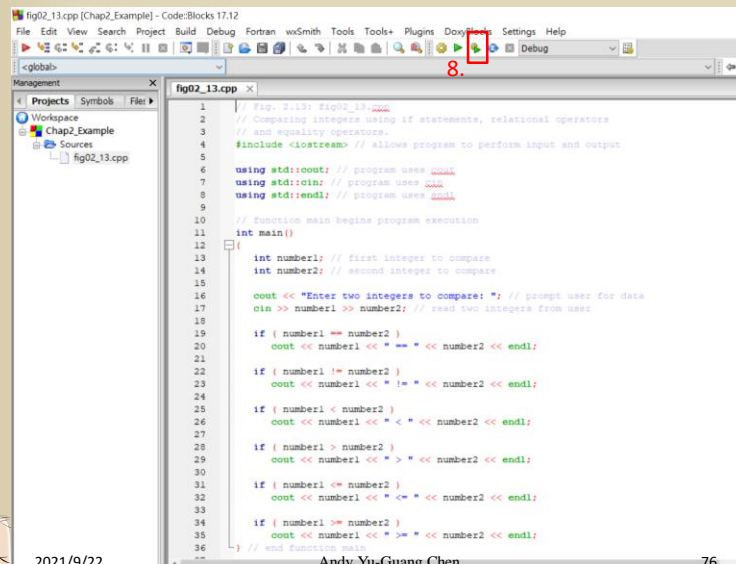 fig02_13.cpp [Chap2_Example] - Code::Blocks 17.12
File Edit View Search Project Build Debug Fortran wxSmith Tools Tools+ Plugins DoxyBlocks Settings Help
Debug
8.
<global>
Management
fig02_13.cpp
Projects Symbols Files
Workspace
Chap2_Example
Sources
fig02_13.cpp
1 // Fig. 2.13: fig02_13.cpp
2 // Comparing integers using if statements, relational operators
3 // and equality operators.
4 #include <iostream> // allows program to perform input and output
5
6 using std::cout; // program uses cout
7 using std::cin; // program uses cin
8 using std::endl; // program uses endl
9
10 // function main begins program execution
11 int main()
12 {
13 int number1; // first integer to compare
14 int number2; // second integer to compare
15
16 cout << "Enter two integers to compare: "; // prompt user for data
17 cin >> number1 >> number2; // read two integers from user
18
19 if ( number1 == number2 )
20 cout << number1 << " == " << number2 << endl;
21
22 if ( number1 != number2 )
23 cout << number1 << " != " << number2 << endl;
24
25 if ( number1 < number2 )
26 cout << number1 << " < " << number2 << endl;
27
28 if ( number1 > number2 )
29 cout << number1 << " > " << number2 << endl;
30
31 if ( number1 <= number2 )
32 cout << number1 << " <= " << number2 << endl;
33
34 if ( number1 >= number2 )
35 cout << number1 << " >= " << number2 << endl;
36 } // end function main
2021/9/22
Andy Yu-Guang Chen
76